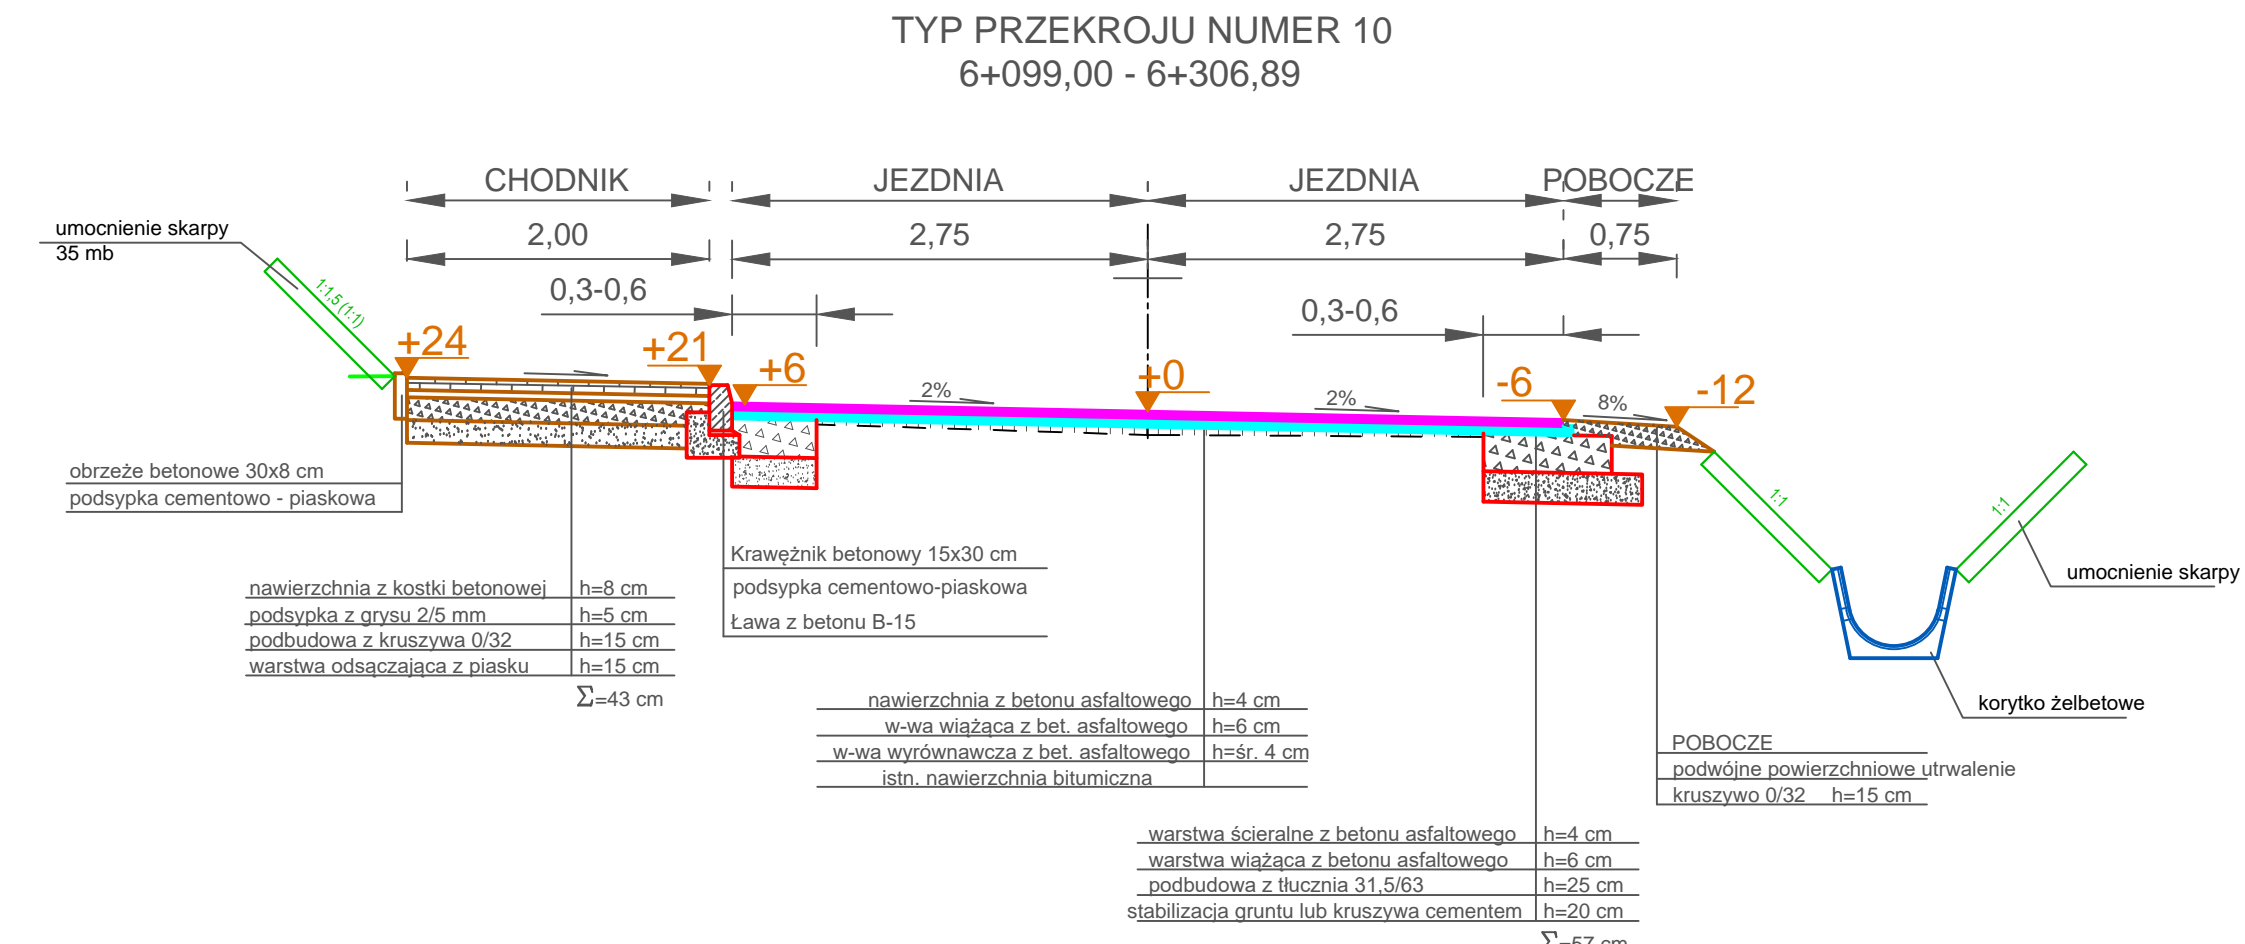 TYP PRZEKROJU NUMER 10
6+099,00 - 6+306,89
CHODNIK
JEZDNIA
JEZDNIA
POBOCZE
2,00
2,75
2,75
0,75
umocnienie skarpy
35 mb
1:1,5 (1:1)
0,3-0,6
0,3-0,6
+24
+21
+6
+0
-6
-12
2%
2%
8%
obrzeże betonowe 30x8 cm
podsypka cementowo - piaskowa
1:1
1:1
Krawężnik betonowy 15x30 cm
podsypka cementowo-piaskowa
Ława z betonu B-15
umocnienie skarpy
nawierzchnia z kostki betonowej h=8 cm
podsypka z grysu 2/5 mm h=5 cm
podbudowa z kruszywa 0/32 h=15 cm
warstwa odsączająca z piasku h=15 cm
Σ=43 cm
korytko żelbetowe
nawierzchnia z betonu asfaltowego h=4 cm
w-wa wiążąca z bet. asfaltowego h=6 cm
w-wa wyrównawcza z bet. asfaltowego h=śr. 4 cm
istn. nawierzchnia bitumiczna
POBOCZE
podwójne powierzchniowe utrwalenie
kruszywo 0/32 h=15 cm
warstwa ścieralne z betonu asfaltowego h=4 cm
warstwa wiążąca z betonu asfaltowego h=6 cm
podbudowa z tłucznia 31,5/63 h=25 cm
stabilizacja gruntu lub kruszywa cementem h=20 cm
Σ=57 cm